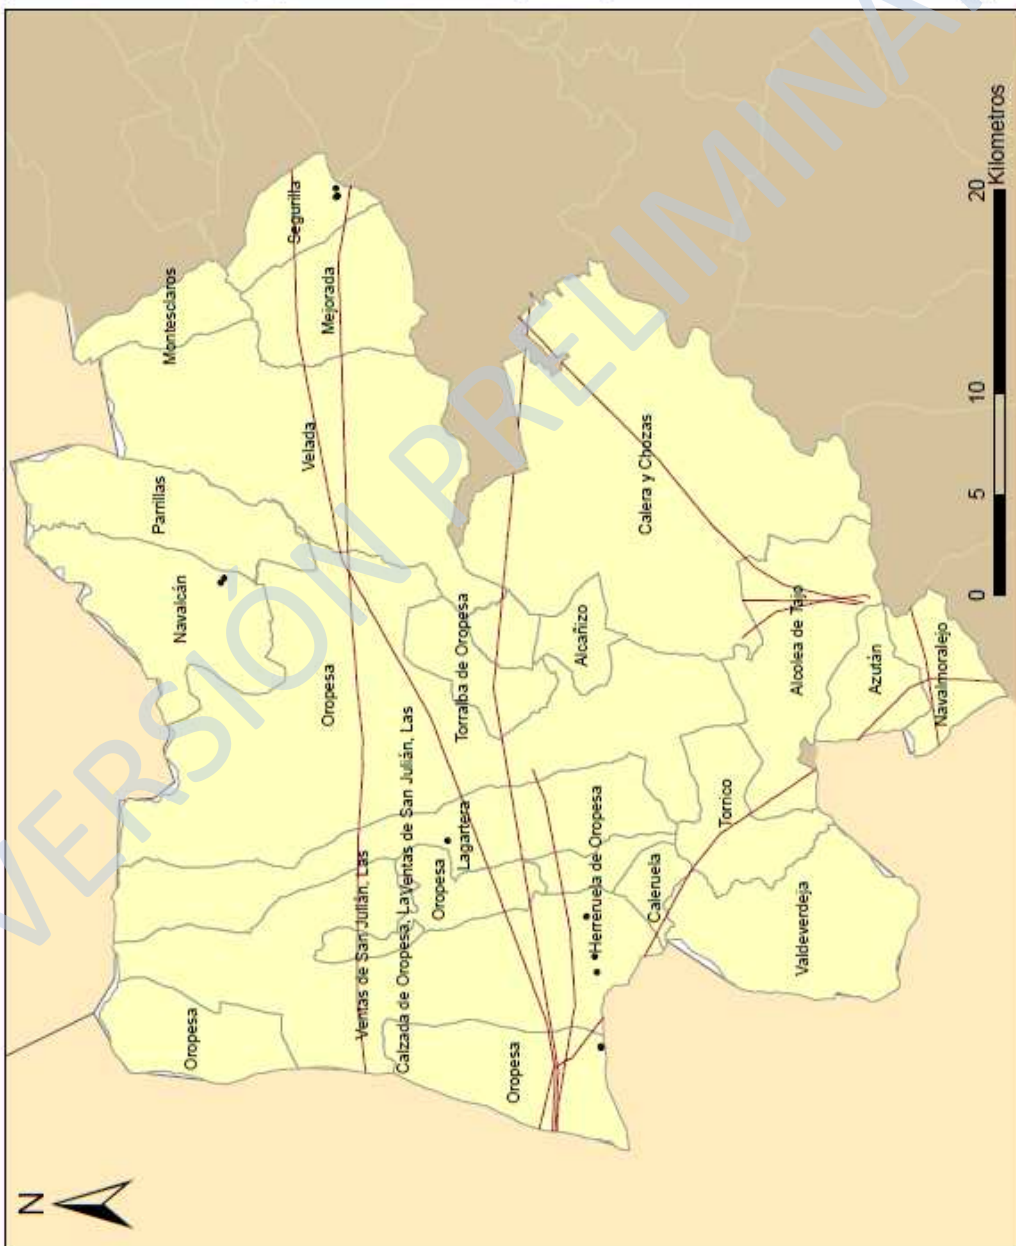 N
Parrillas
Montesclaros
Navalcán
Oropesa
Segurilla
Velada
Oropesa
Mejorada
Ventas de San Julián, Las
Calzada de Oropesa, La
Ventas de San Julián, Las
Oropesa
Lagartera
Torralba de Oropesa
Oropesa
Alcañizo
Herreruela de Oropesa
Calera y Chozas
Caleruela
Torrico
Alcolea de Tajo
Valdeverdeja
Azután
Navalmoralejo
0 5 10 20
Kilometros
VERSIÓN PRELIMINA